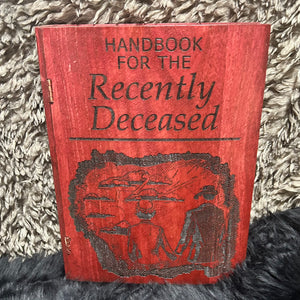 HANDBOOK
FOR THE
Recently
Deceased